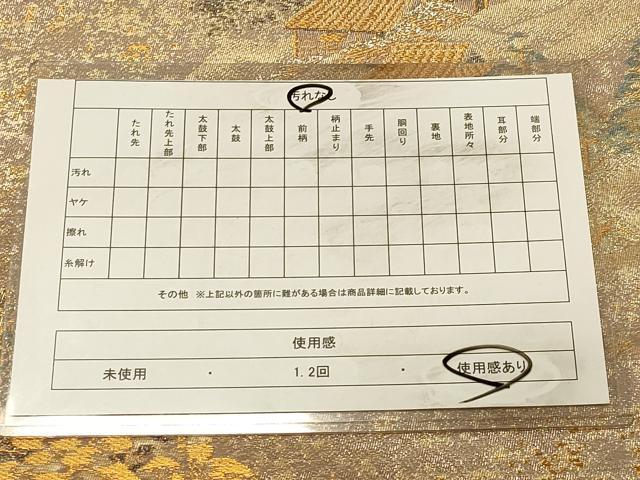 汚れなし
たれ先 たれ先上部 太鼓下部 太鼓 太鼓上部 前柄 柄止まり 手先 胴回り 裏地 表地所々 耳部分 端部分
汚れ
ヤケ
擦れ
糸解け
その他 ※上記以外の箇所に難がある場合は商品詳細に記載しております。
使用感
未使用 ・ 1.2回 ・ 使用感あり